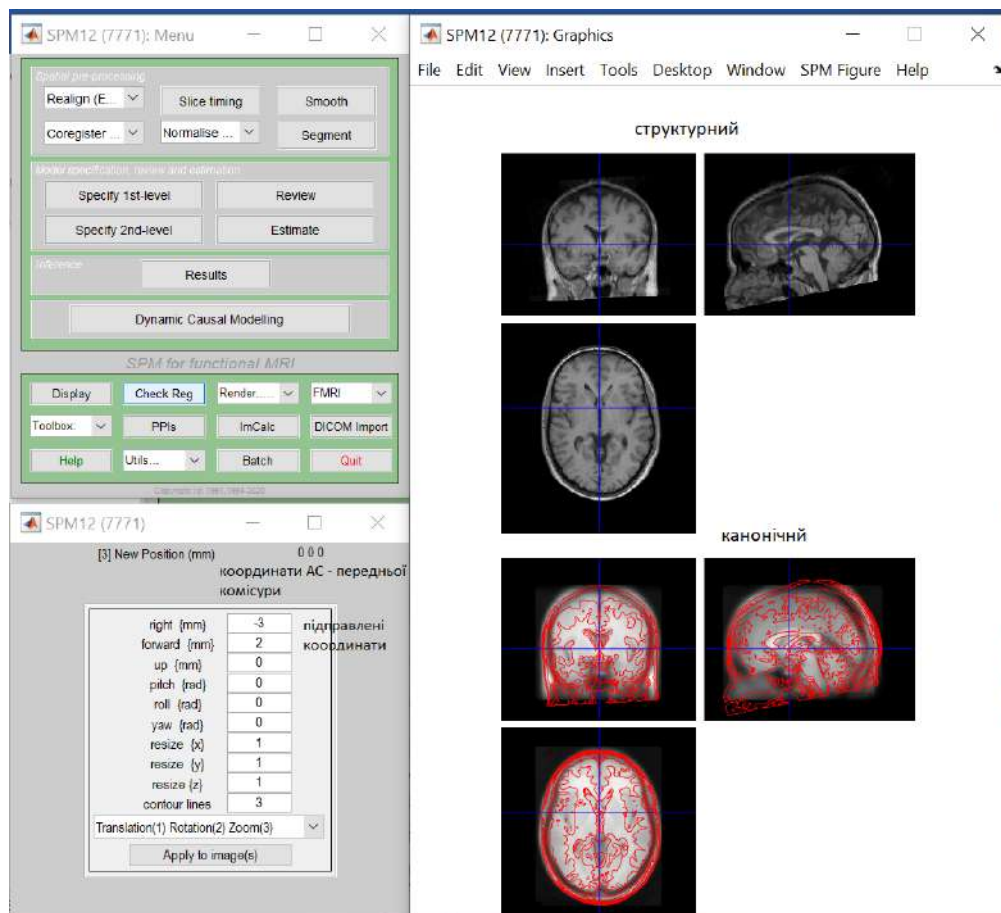 SPM12 (7771): Menu
Spatial pre-processing
Realign (E...
Slice timing
Smooth
Coregister ...
Normalise ...
Segment
Model specification, review and estimation
Specify 1st-level
Review
Specify 2nd-level
Estimate
Inference
Results
Dynamic Causal Modelling
SPM for functional MRI
Display
Check Reg
Render...
FMRI
Toolbox:
PPIs
ImCalc
DICOM Import
Help
Utils...
Batch
Quit
SPM12 (7771)
[3] New Position (mm)
0 0 0
координати АС - передньої
комісури
right {mm}
-3
підправлені
forward {mm}
2
координати
up {mm}
0
pitch {rad}
0
roll {rad}
0
yaw {rad}
0
resize {x}
1
resize {y}
1
resize {z}
1
contour lines
3
Translation(1) Rotation(2) Zoom(3)
Apply to image(s)
SPM12 (7771): Graphics
File Edit View Insert Tools Desktop Window SPM Figure Help
структурний
канонічнй